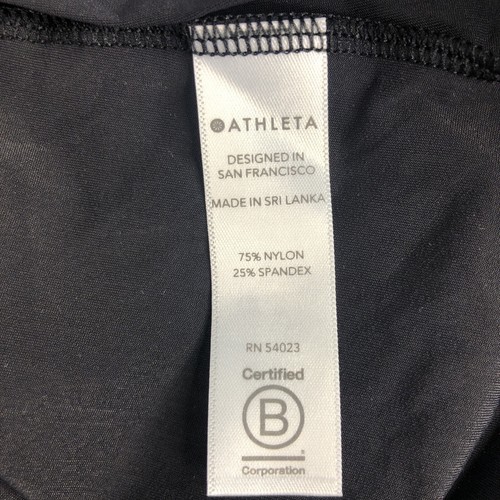 ATHLETA
DESIGNED IN
SAN FRANCISCO
MADE IN SRI LANKA
75% NYLON
25% SPANDEX
RN 54023
Certified
B
Corporation